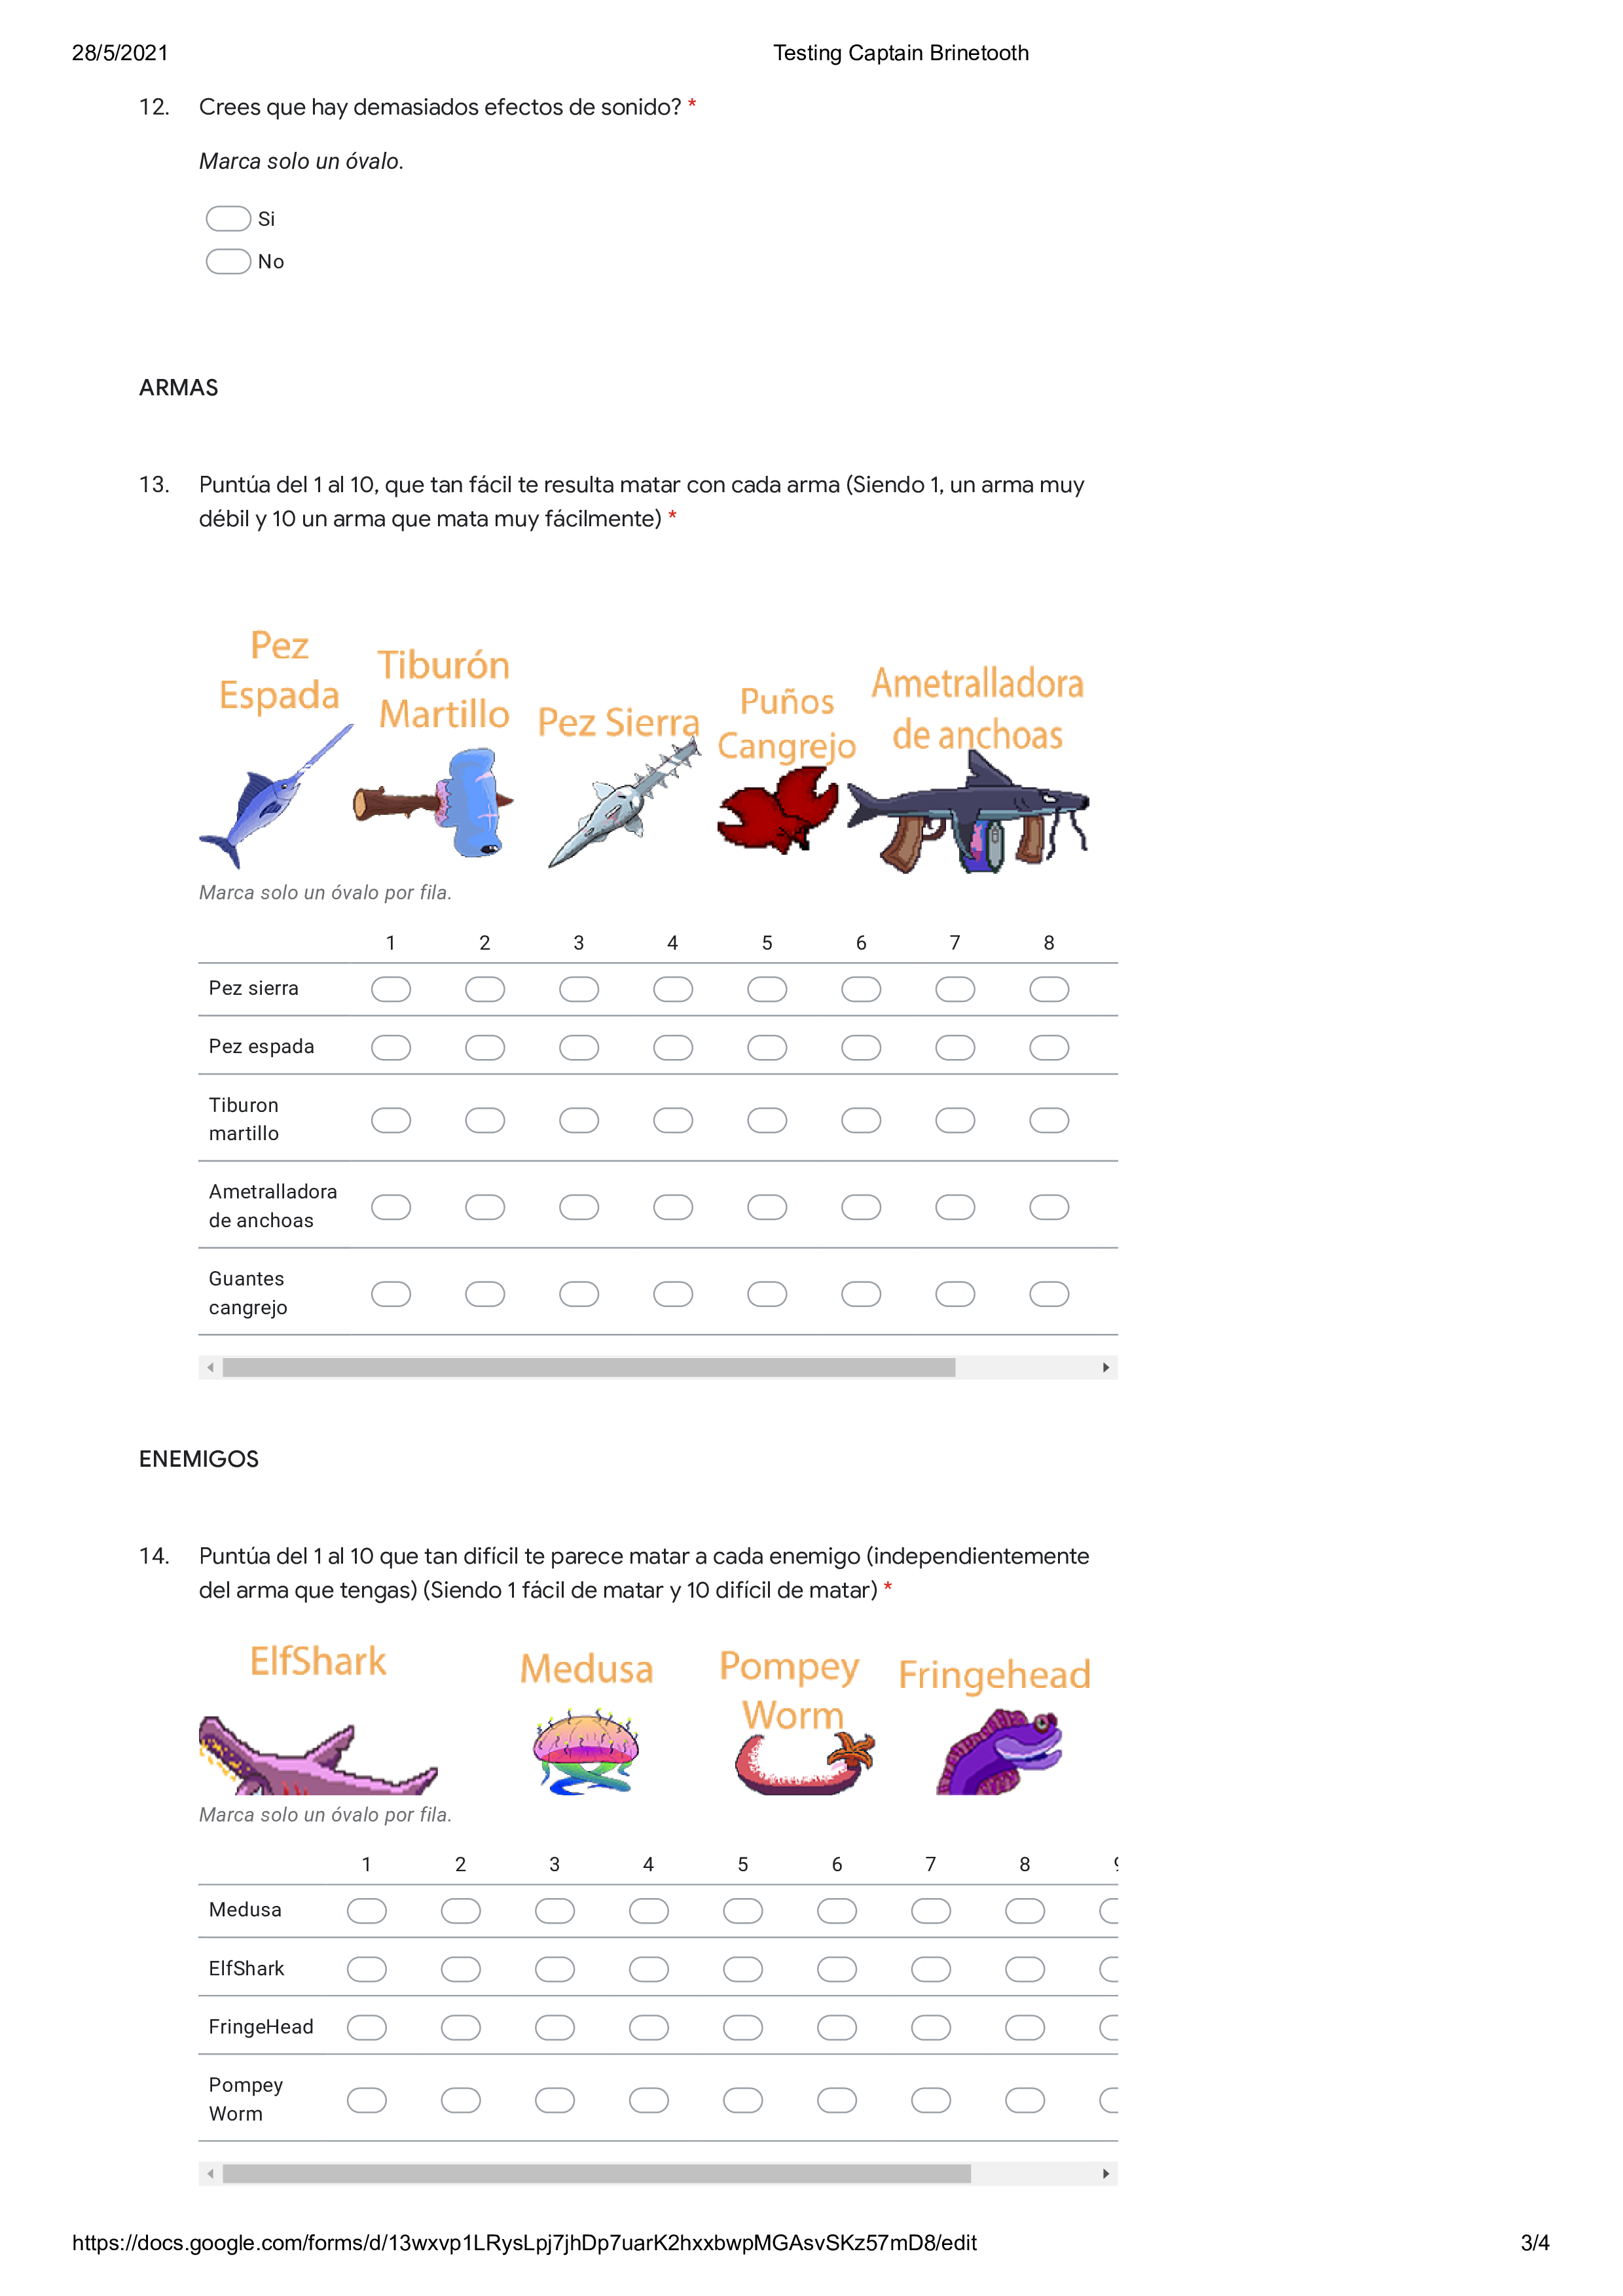 28/5/2021 Testing Captain Brinetooth
12. Crees que hay demasiados efectos de sonido? *
Marca solo un óvalo.
Si
No
ARMAS
13. Puntúa del 1 al 10, que tan fácil te resulta matar con cada arma (Siendo 1, un arma muy
débil y 10 un arma que mata muy fácilmente) *
Pez
Espada
Tiburón
Martillo
Pez Sierra
Puños
Cangrejo
Ametralladora
de anchoas
Marca solo un óvalo por fila.
1 2 3 4 5 6 7 8
Pez sierra
Pez espada
Tiburon
martillo
Ametralladora
de anchoas
Guantes
cangrejo
ENEMIGOS
14. Puntúa del 1 al 10 que tan difícil te parece matar a cada enemigo (independientemente
del arma que tengas) (Siendo 1 fácil de matar y 10 difícil de matar) *
ElfShark
Medusa
Pompey
Worm
Fringehead
Marca solo un óvalo por fila.
1 2 3 4 5 6 7 8
Medusa
ElfShark
FringeHead
Pompey
Worm
https://docs.google.com/forms/d/13wxvp1LRysLpj7jhDp7uarK2hxxbwpMGAsvSKz57mD8/edit 3/4